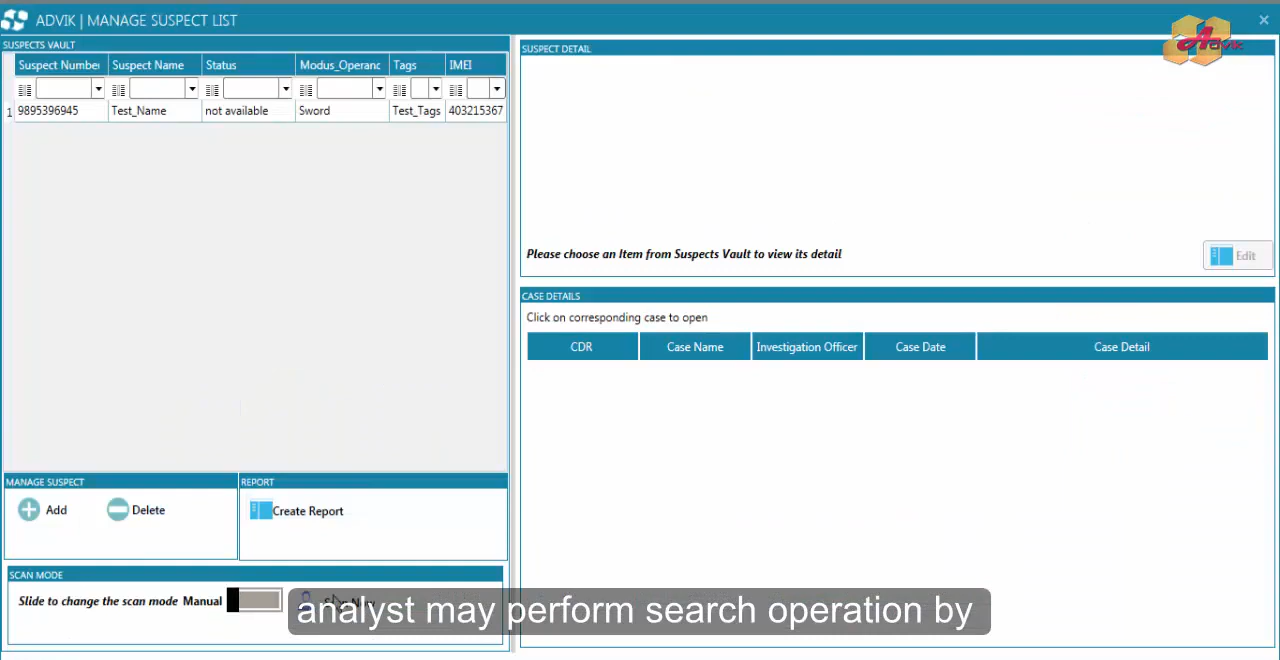 ADVIK | MANAGE SUSPECT LIST
Advik
SUSPECTS VAULT
Suspect Number Suspect Name Status Modus_Operanc Tags IMEI
1 9895396945 Test_Name not available Sword Test_Tags 403215367
SUSPECT DETAIL
Please choose an Item from Suspects Vault to view its detail
Edit
CASE DETAILS
Click on corresponding case to open
CDR Case Name Investigation Officer Case Date Case Detail
MANAGE SUSPECT
Add Delete
REPORT
Create Report
SCAN MODE
Slide to change the scan mode Manual
analyst may perform search operation by